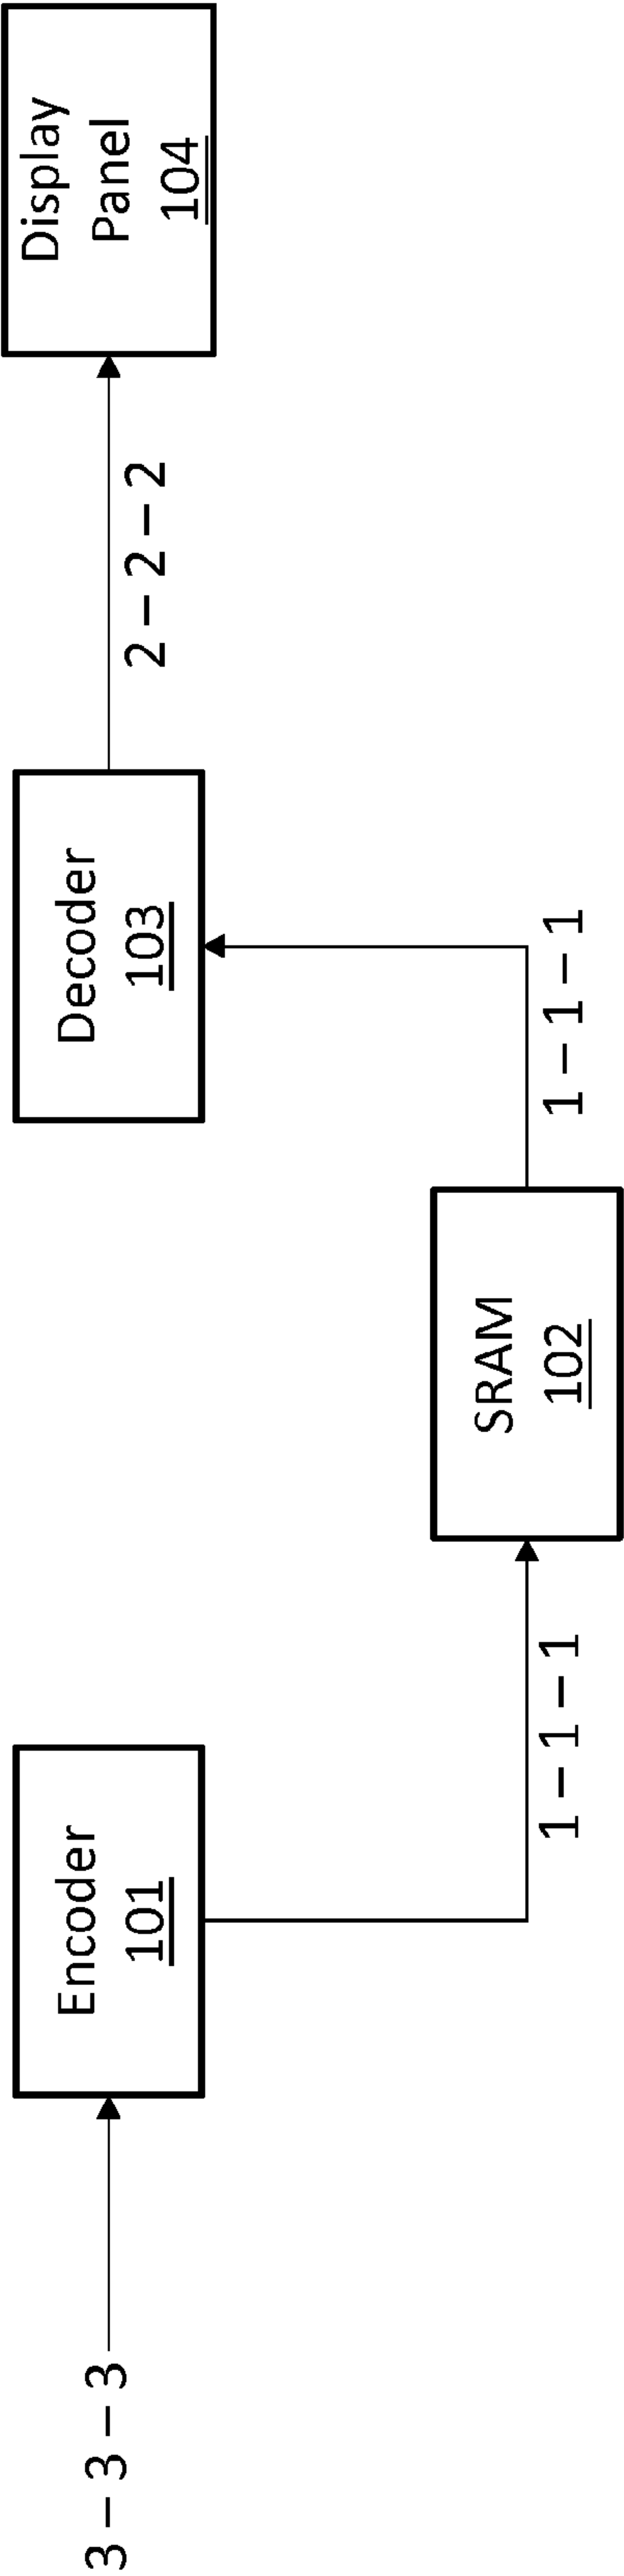 3 – 3 – 3
Encoder
101
1 – 1 – 1
SRAM
102
1 – 1 – 1
Decoder
103
2 – 2 – 2
Display
Panel
104